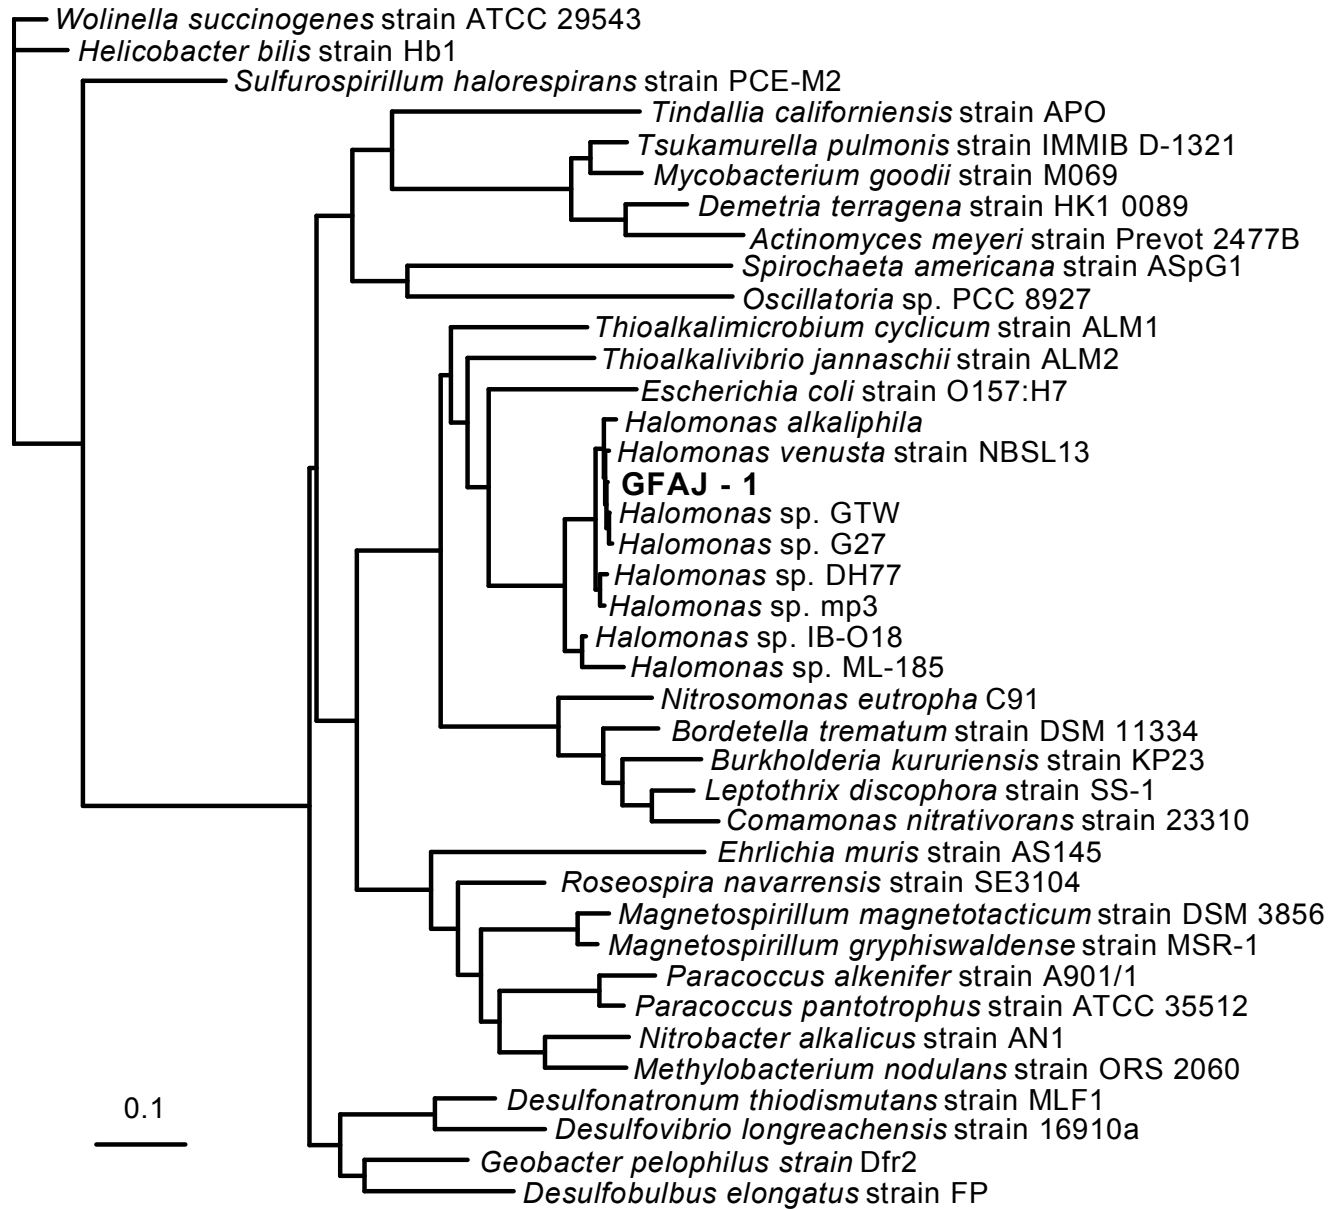 Wolinella succinogenes strain ATCC 29543
Helicobacter bilis strain Hb1
Sulfurospirillum halorespirans strain PCE-M2
Tindallia californiensis strain APO
Tsukamurella pulmonis strain IMMIB D-1321
Mycobacterium goodii strain M069
Demetria terragena strain HK1 0089
Actinomyces meyeri strain Prevot 2477B
Spirochaeta americana strain ASpG1
Oscillatoria sp. PCC 8927
Thioalkalimicrobium cyclicum strain ALM1
Thioalkalivibrio jannaschii strain ALM2
Escherichia coli strain O157:H7
Halomonas alkaliphila
Halomonas venusta strain NBSL13
GFAJ - 1
Halomonas sp. GTW
Halomonas sp. G27
Halomonas sp. DH77
Halomonas sp. mp3
Halomonas sp. IB-O18
Halomonas sp. ML-185
Nitrosomonas eutropha C91
Bordetella trematum strain DSM 11334
Burkholderia kururiensis strain KP23
Leptothrix discophora strain SS-1
Comamonas nitrativorans strain 23310
Ehrlichia muris strain AS145
Roseospira navarrensis strain SE3104
Magnetospirillum magnetotacticum strain DSM 3856
Magnetospirillum gryphiswaldense strain MSR-1
Paracoccus alkenifer strain A901/1
Paracoccus pantotrophus strain ATCC 35512
Nitrobacter alkalicus strain AN1
Methylobacterium nodulans strain ORS 2060
Desulfonatronum thiodismutans strain MLF1
0.1
Desulfovibrio longreachensis strain 16910a
Geobacter pelophilus strain Dfr2
Desulfobulbus elongatus strain FP